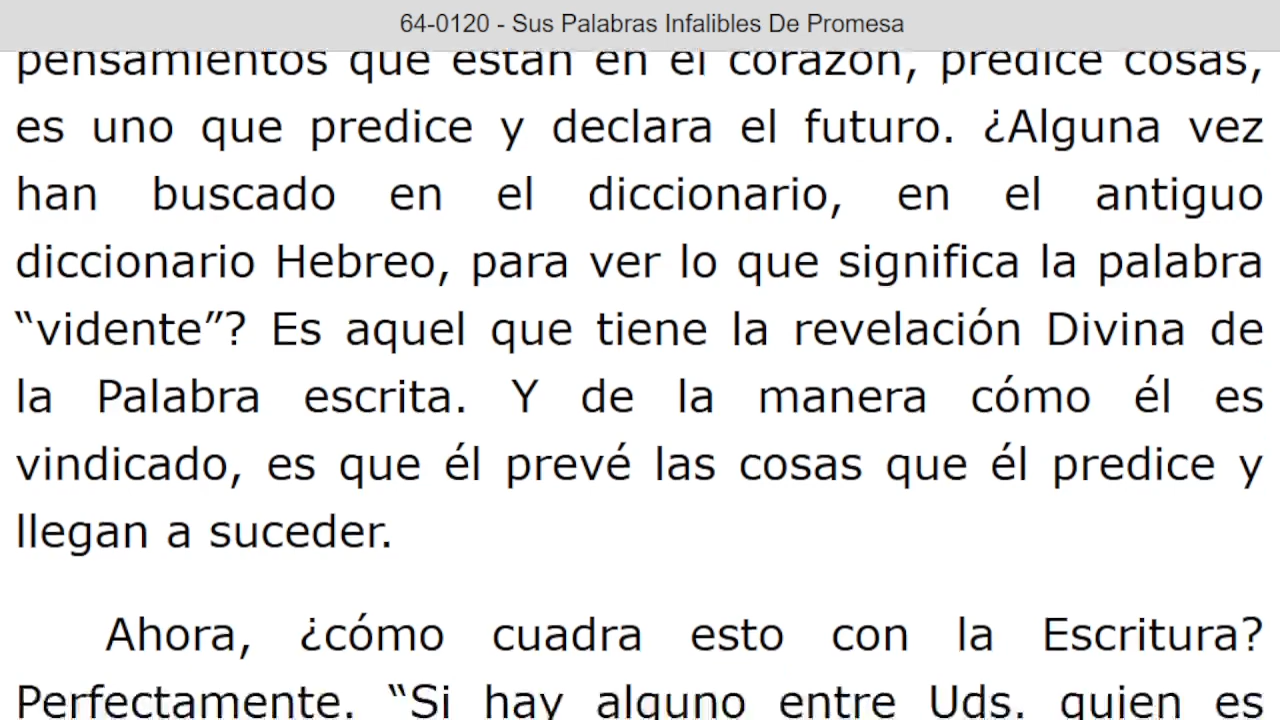 64-0120 - Sus Palabras Infalibles De Promesa
pensamientos que están en el corazón, predice cosas,
es uno que predice y declara el futuro. ¿Alguna vez
han buscado en el diccionario, en el antiguo
diccionario Hebreo, para ver lo que significa la palabra
“vidente”? Es aquel que tiene la revelación Divina de
la Palabra escrita. Y de la manera cómo él es
vindicado, es que él prevé las cosas que él predice y
llegan a suceder.
Ahora, ¿cómo cuadra esto con la Escritura?
Perfectamente. “Si hay alguno entre Uds. quien es